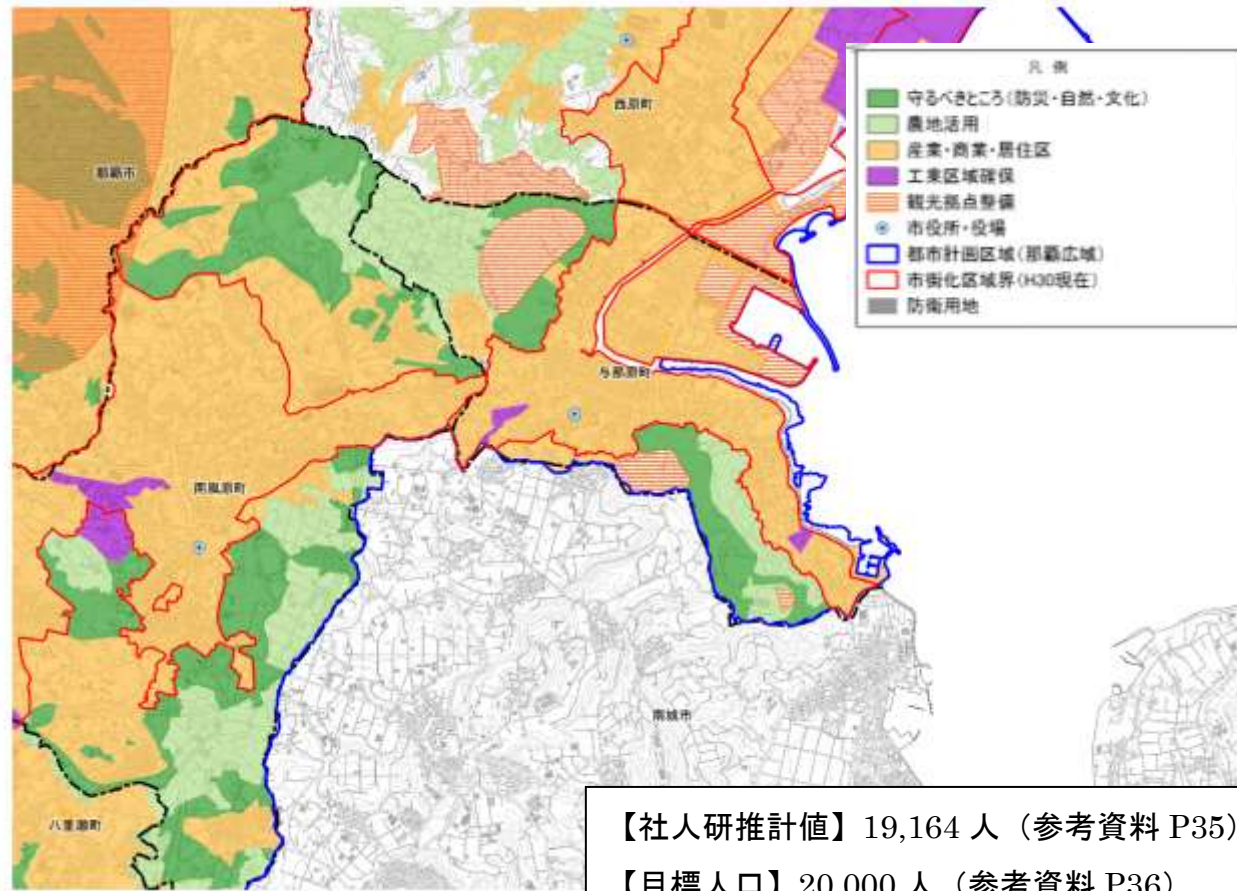 西原町
那覇市
与那原町
南風原町
南城市
八重瀬町
凡例
守るべきところ(防災・自然・文化)
農地活用
産業・商業・居住区
工業区域確保
観光拠点整備
市役所・役場
都市計画区域(那覇広域)
市街化区域界(H30現在)
防衛用地
【社人研推計値】19,164 人（参考資料 P35）
【目標人口】20,000 人（参考資料 P36）